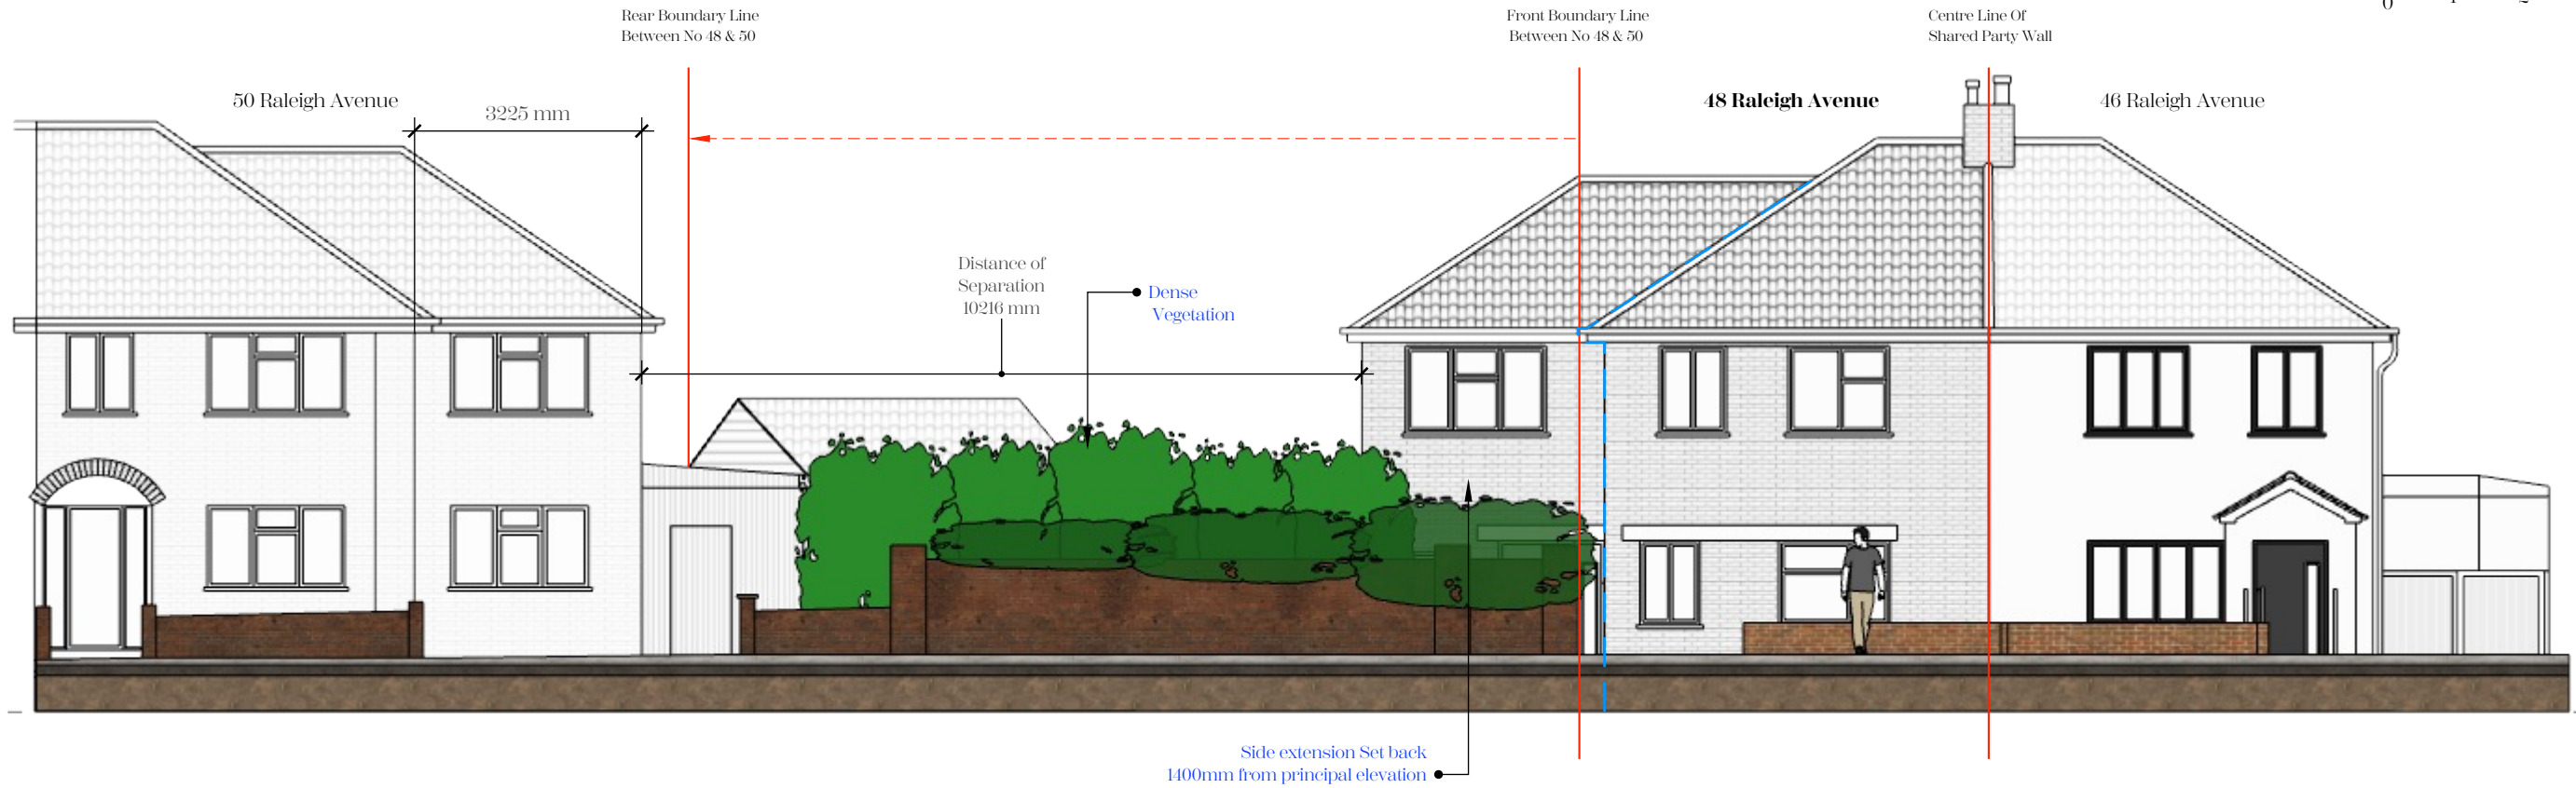 Rear Boundary Line
Between No 48 & 50
Front Boundary Line
Between No 48 & 50
Centre Line Of
Shared Party Wall
50 Raleigh Avenue
3225 mm
48 Raleigh Avenue
46 Raleigh Avenue
Distance of
Separation
10216 mm
Dense
Vegetation
Side extension Set back
1400mm from principal elevation